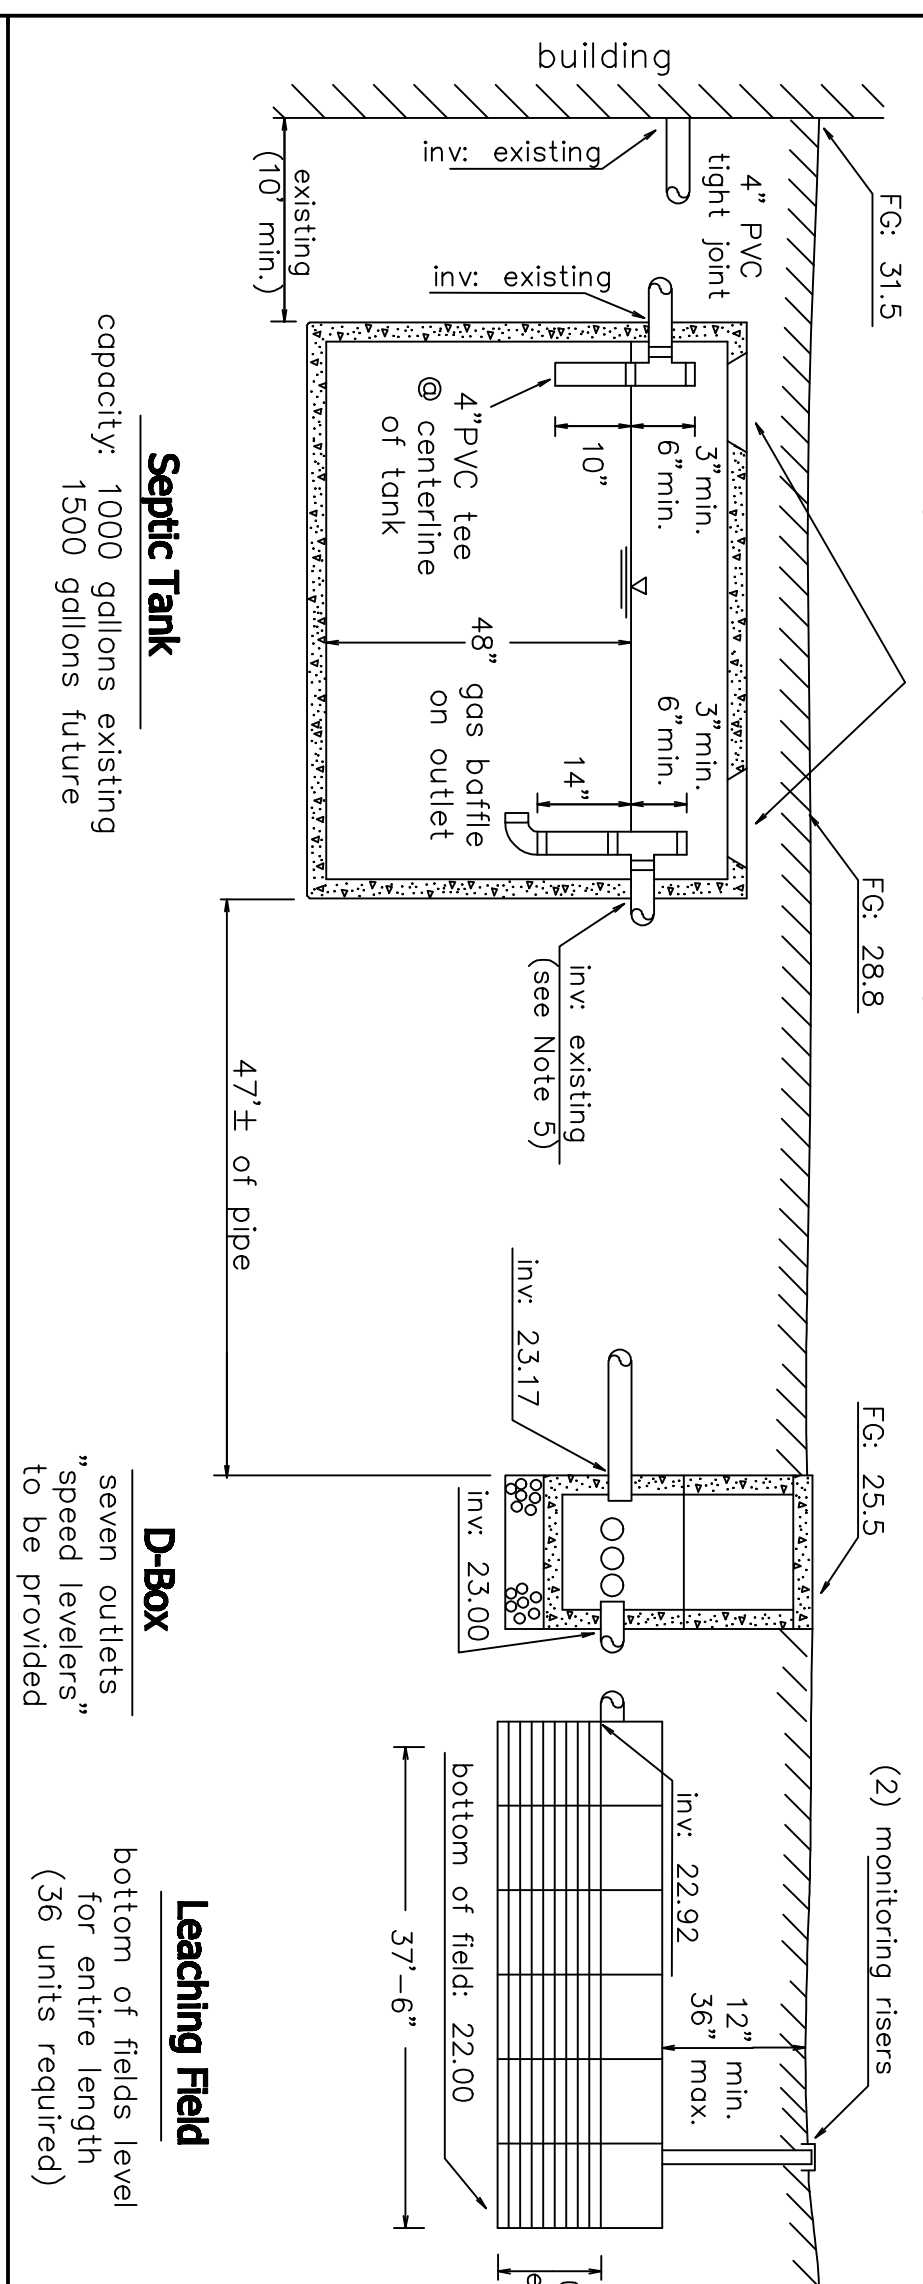 building
FG: 31.5
inv: existing
4" PVC
tight joint
inv: existing
existing
(10' min.)
3"min.
6"min.
10"
4"PVC tee
@ centerline
of tank
48"
3"min.
6"min.
14"
gas baffle
on outlet
FG: 28.8
inv: existing
(see Note 5)
47'± of pipe
Septic Tank
capacity: 1000 gallons existing
1500 gallons future
FG: 25.5
inv: 23.17
inv: 23.00
D-Box
seven outlets
"speed levelers"
to be provided
(2) monitoring risers
12" min.
36" max.
inv: 22.92
bottom of field: 22.00
37'-6"
Leaching Field
bottom of fields level
for entire length
(36 units required)